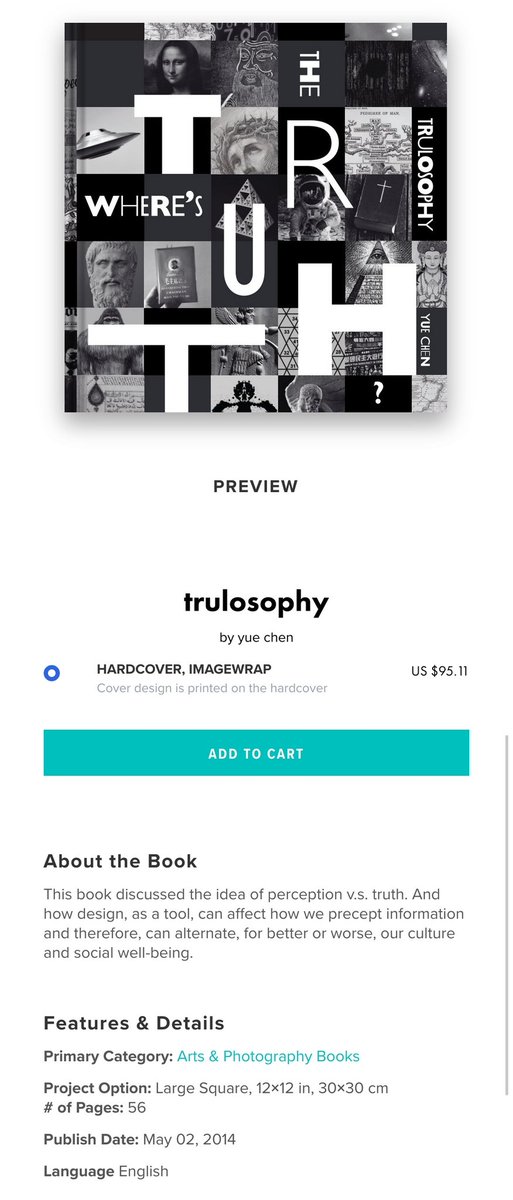 THE
TRUTH
WHERE'S
TRULOSOPHY
YUE CHEN
?
PREVIEW
trulosophy
by yue chen
HARDCOVER, IMAGEWRAP
US $95.11
Cover design is printed on the hardcover
ADD TO CART
About the Book
This book discussed the idea of perception v.s. truth. And
how design, as a tool, can affect how we precept information
and therefore, can alternate, for better or worse, our culture
and social well-being.
Features & Details
Primary Category: Arts & Photography Books
Project Option: Large Square, 12×12 in, 30×30 cm
# of Pages: 56
Publish Date: May 02, 2014
Language English